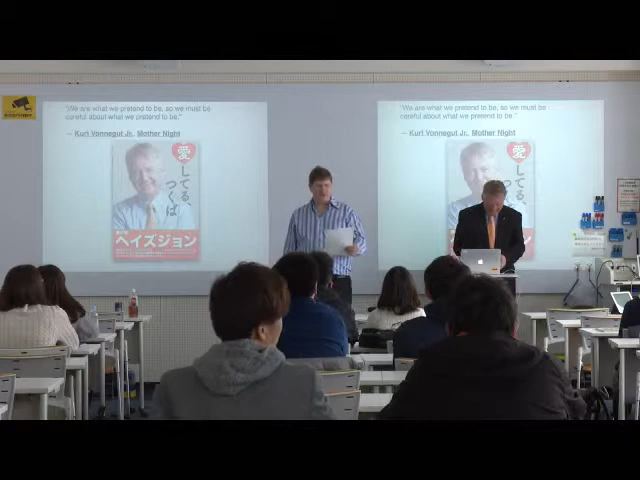 "We are what we pretend to be, so we must be
careful about what we pretend to be."
— Kurt Vonnegut Jr., Mother Night
愛
してる、
つくば
ヘイズジョン
"We are what we pretend to be, so we must be
careful about what we pretend to be."
— Kurt Vonnegut Jr., Mother Night
愛
してる、